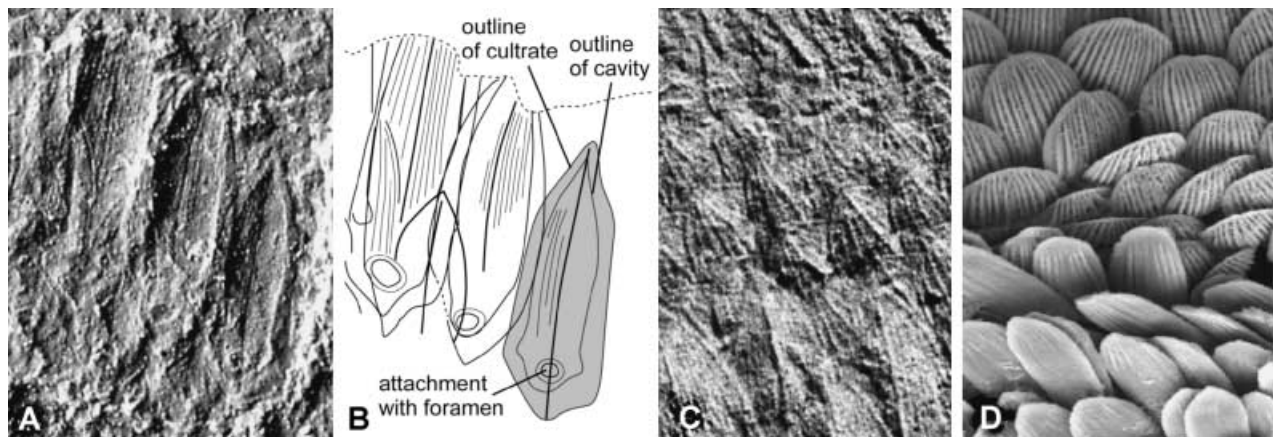 outline
of cultrate
outline
of cavity
attachment
with foramen
A
B
C
D